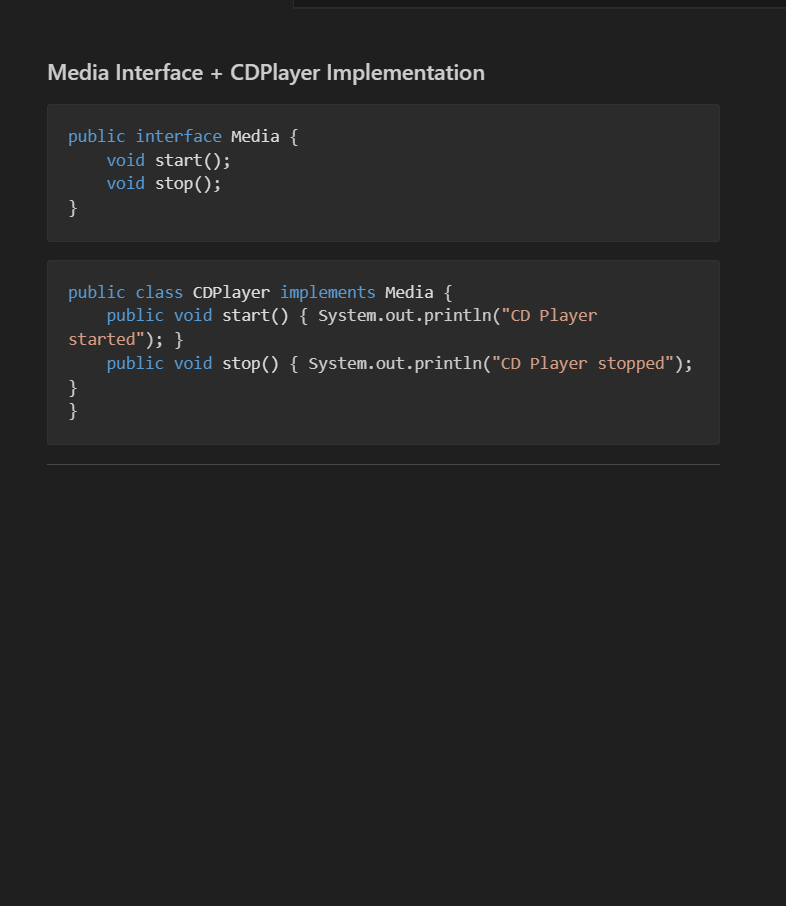 Media Interface + CDPlayer Implementation
public interface Media {
    void start();
    void stop();
}
public class CDPlayer implements Media {
    public void start() { System.out.println("CD Player
started"); }
    public void stop() { System.out.println("CD Player stopped");
}
}